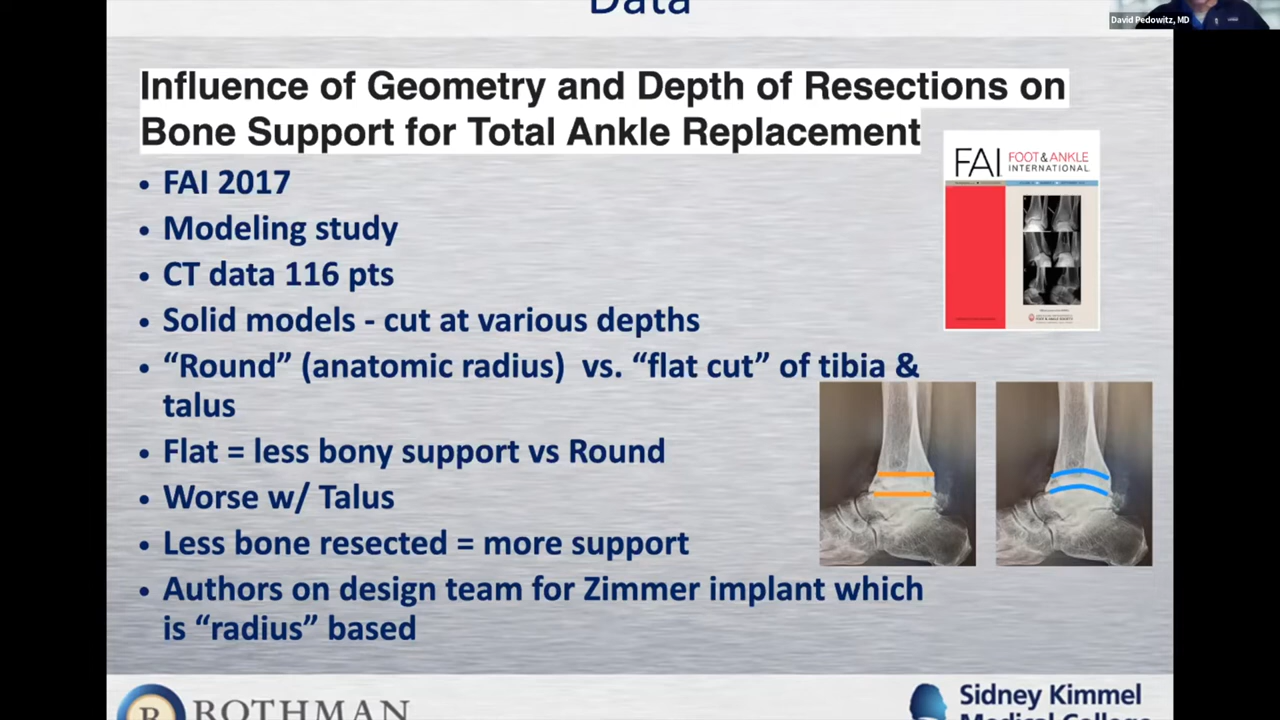 Data
David Pedowitz, MD
Influence of Geometry and Depth of Resections on
Bone Support for Total Ankle Replacement
FAI FOOT & ANKLE
INTERNATIONAL
• FAI 2017
• Modeling study
• CT data 116 pts
• Solid models - cut at various depths
• “Round” (anatomic radius) vs. “flat cut” of tibia &
talus
• Flat = less bony support vs Round
• Worse w/ Talus
• Less bone resected = more support
• Authors on design team for Zimmer implant which
is “radius” based
R ROTHMAN
Sidney Kimmel
Medical College